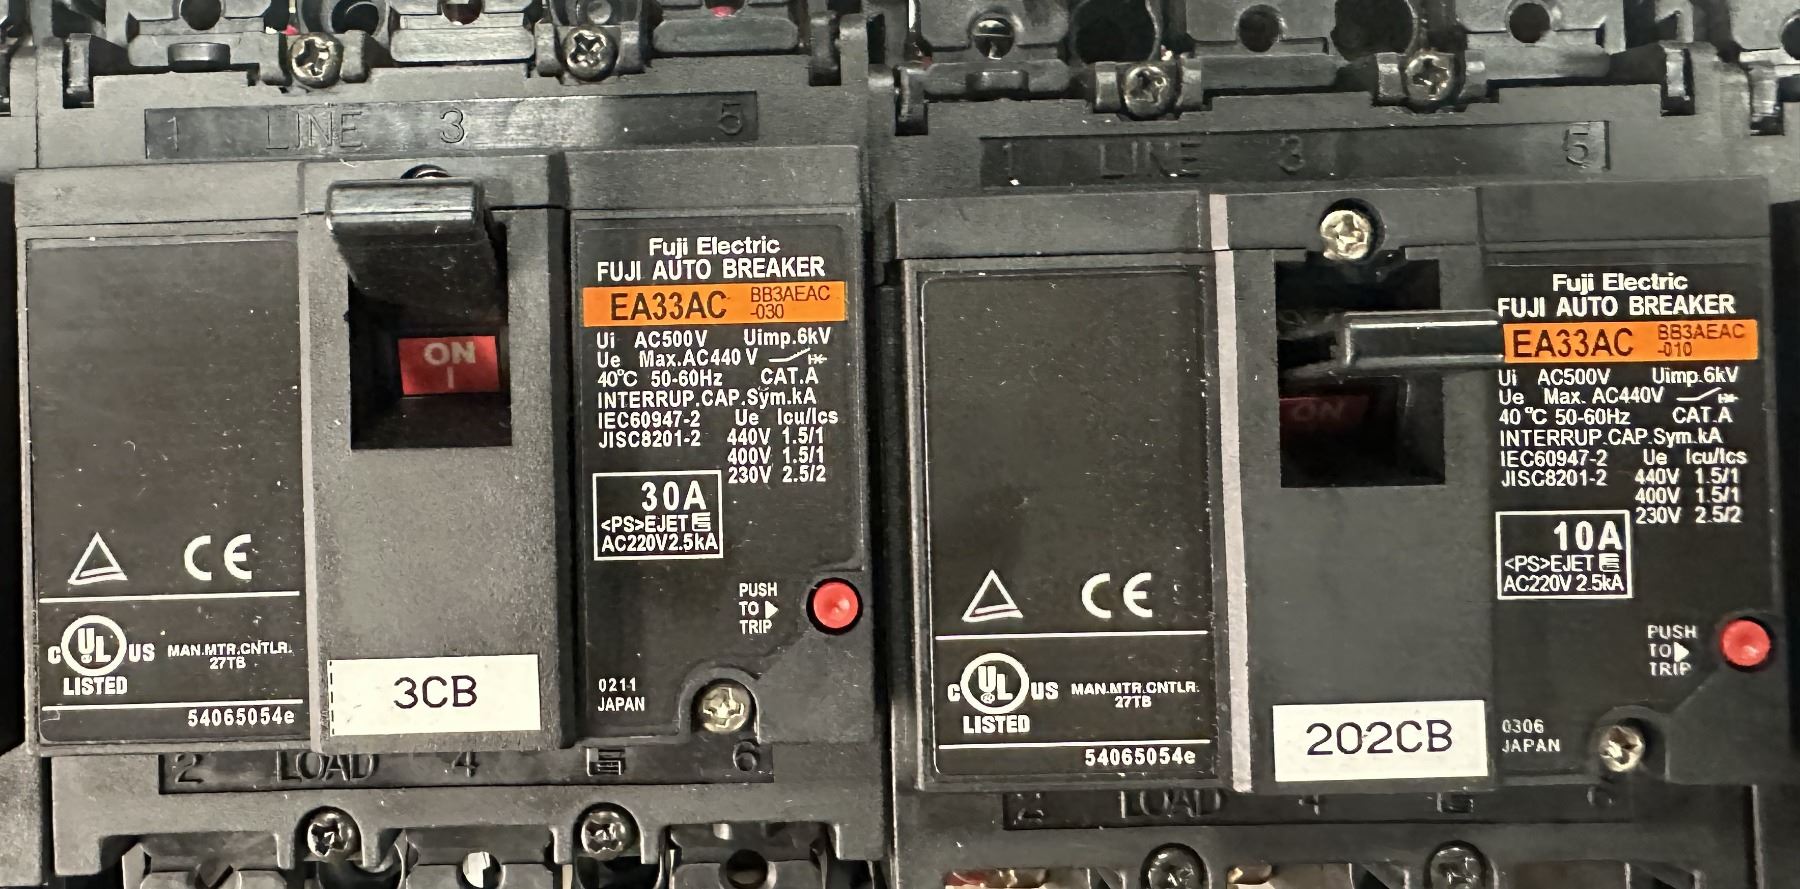 1 LINE 3 5
Fuji Electric
FUJI AUTO BREAKER
EA33AC BB3AEAC
-030
Ui AC500V Uimp.6kV
Ue Max.AC440V
40°C 50-60Hz CAT.A
INTERRUP.CAP.Sym.kA
IEC60947-2 Ue Icu/Ics
JISC8201-2 440V 1.5/1
400V 1.5/1
230V 2.5/2
30A
<PS>EJET
AC220V2.5kA
ON
PUSH
TO
TRIP
CE
C UL US MAN.MTR.CNTLR.
27TB
LISTED
54065054e
3CB
0211
JAPAN
2 LOAD 4 6
1 LINE 3 5
Fuji Electric
FUJI AUTO BREAKER
EA33AC BB3AEAC
-010
Ui AC500V Uimp.6kV
Ue Max. AC440V
40°C 50-60Hz CAT.A
INTERRUP.CAP.Sym.kA
IEC60947-2 Ue Icu/Ics
JISC8201-2 440V 1.5/1
400V 1.5/1
230V 2.5/2
10A
<PS>EJET
AC220V 2.5kA
ON
PUSH
TO
TRIP
CE
C UL US MAN.MTR.CNTLR.
27TB
LISTED
54065054e
202CB
0306
JAPAN
2 LOAD 4 6